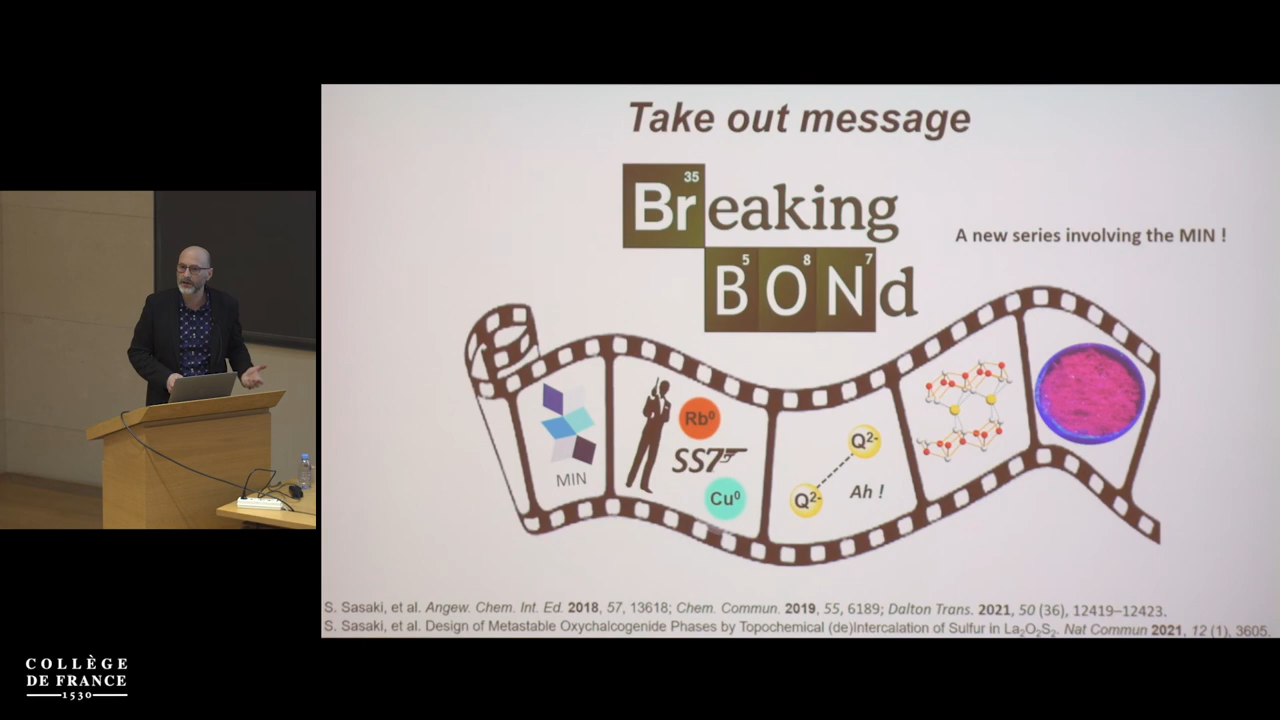 Take out message
35
Breaking
5 8 7
BONd
A new series involving the MIN !
MIN
Rb⁰
SS7
Cu⁰
Q²⁻
Q²⁻
Ah !
S. Sasaki, et al. Angew. Chem. Int. Ed. 2018, 57, 13618; Chem. Commun. 2019, 55, 6189; Dalton Trans. 2021, 50 (36), 12419–12423.
S. Sasaki, et al. Design of Metastable Oxychalcogenide Phases by Topochemical (de)Intercalation of Sulfur in La₂O₂S₂. Nat Commun 2021, 12 (1), 3605.
COLLÈGE
DE FRANCE
1530